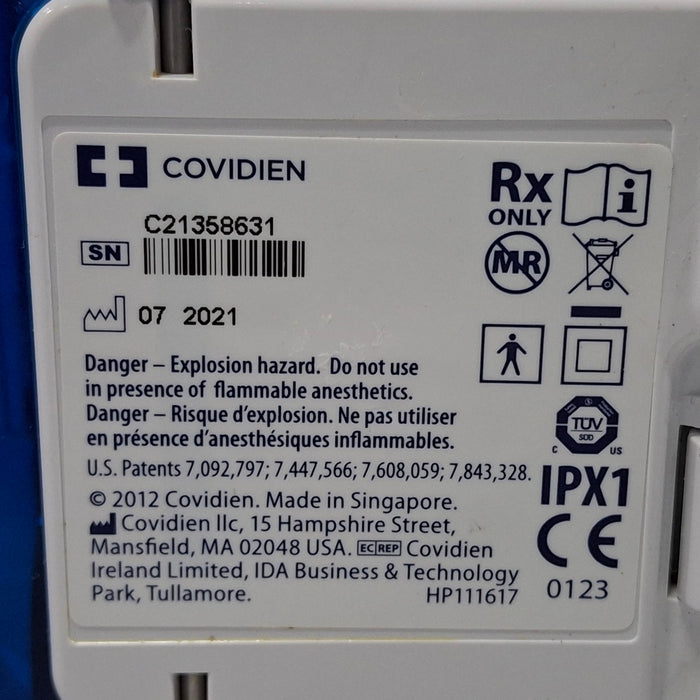 COVIDIEN
Rx
ONLY
i
C21358631
SN
MR
07 2021
Danger – Explosion hazard. Do not use
in presence of flammable anesthetics.
Danger – Risque d'explosion. Ne pas utiliser
en présence d'anesthésiques inflammables.
TÜV
SÜD
C US
U.S. Patents 7,092,797; 7,447,566; 7,608,059; 7,843,328.
IPX1
© 2012 Covidien. Made in Singapore.
Covidien llc, 15 Hampshire Street,
Mansfield, MA 02048 USA. EC REP Covidien
Ireland Limited, IDA Business & Technology
Park, Tullamore.
HP111617
CE
0123